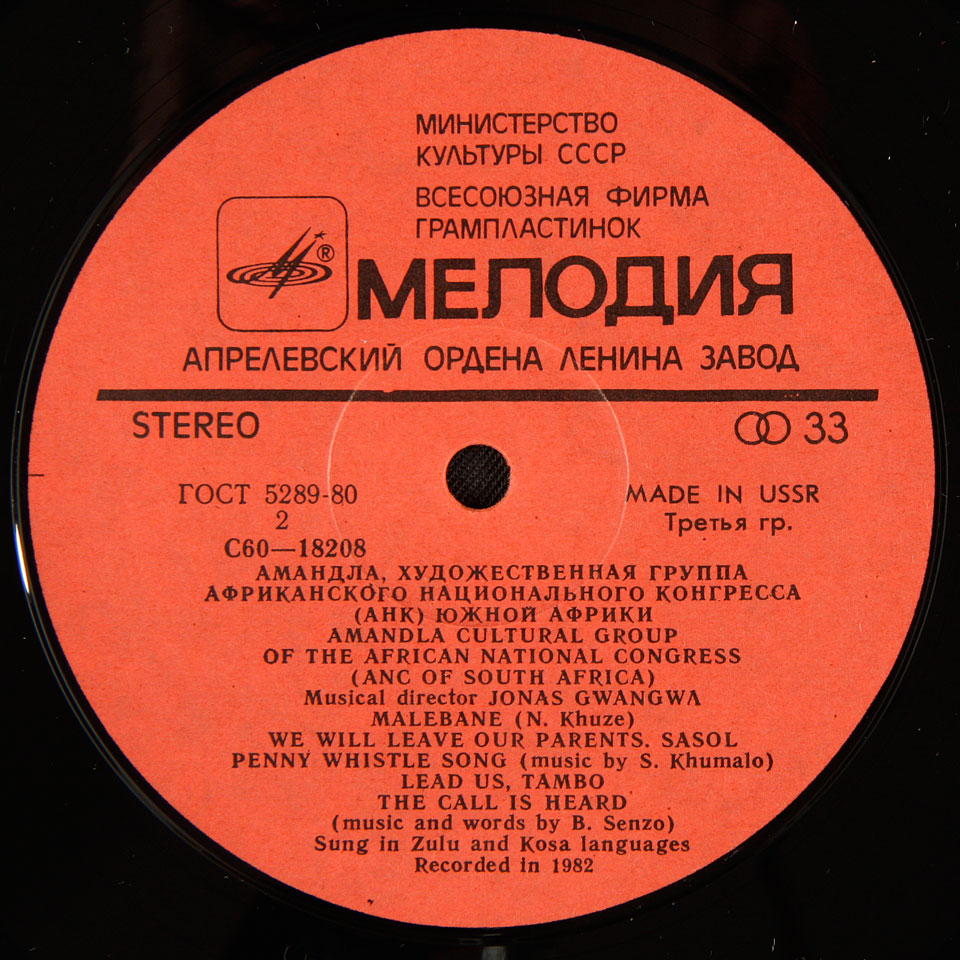 МИНИСТЕРСТВО
КУЛЬТУРЫ СССР
ВСЕСОЮЗНАЯ ФИРМА
ГРАМПЛАСТИНОК
®
МЕЛОДИЯ
АПРЕЛЕВСКИЙ ОРДЕНА ЛЕНИНА ЗАВОД
STEREO
33
ГОСТ 5289-80
MADE IN USSR
2
Третья гр.
С60—18208
АМАНДЛА, ХУДОЖЕСТВЕННАЯ ГРУППА
АФРИКАНСКОГО НАЦИОНАЛЬНОГО КОНГРЕССА
(АНК) ЮЖНОЙ АФРИКИ
AMANDLA CULTURAL GROUP
OF THE AFRICAN NATIONAL CONGRESS
(ANC OF SOUTH AFRICA)
Musical director JONAS GWANGWA
MALEBANE (N. Khuze)
WE WILL LEAVE OUR PARENTS. SASOL
PENNY WHISTLE SONG (music by S. Khumalo)
LEAD US, TAMBO
THE CALL IS HEARD
(music and words by B. Senzo)
Sung in Zulu and Kosa languages
Recorded in 1982